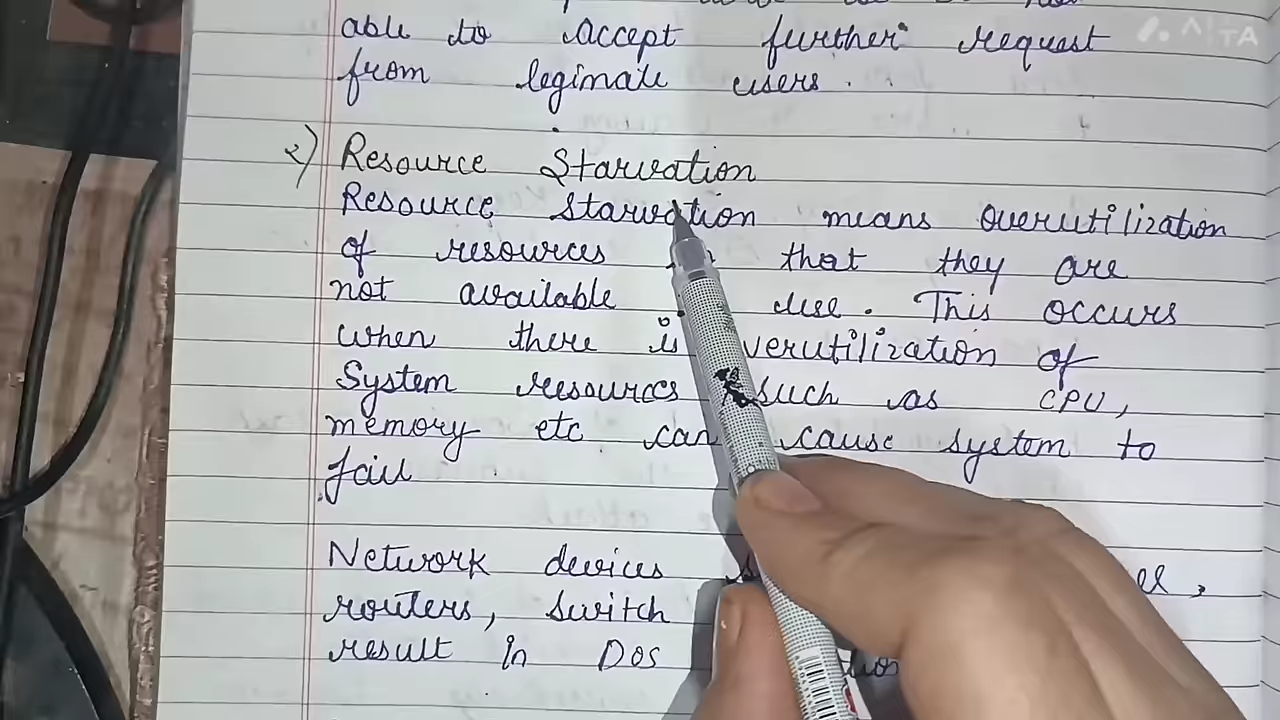 able to accept further request
from legimate users.
2) Resource Starvation
Resource Starvation means overutilization
of resources that they are
not available use. This occurs
when there is verutilization of
System resources such as CPU,
memory etc can cause system to
fail
Network devices
routers, switch
result in Dos